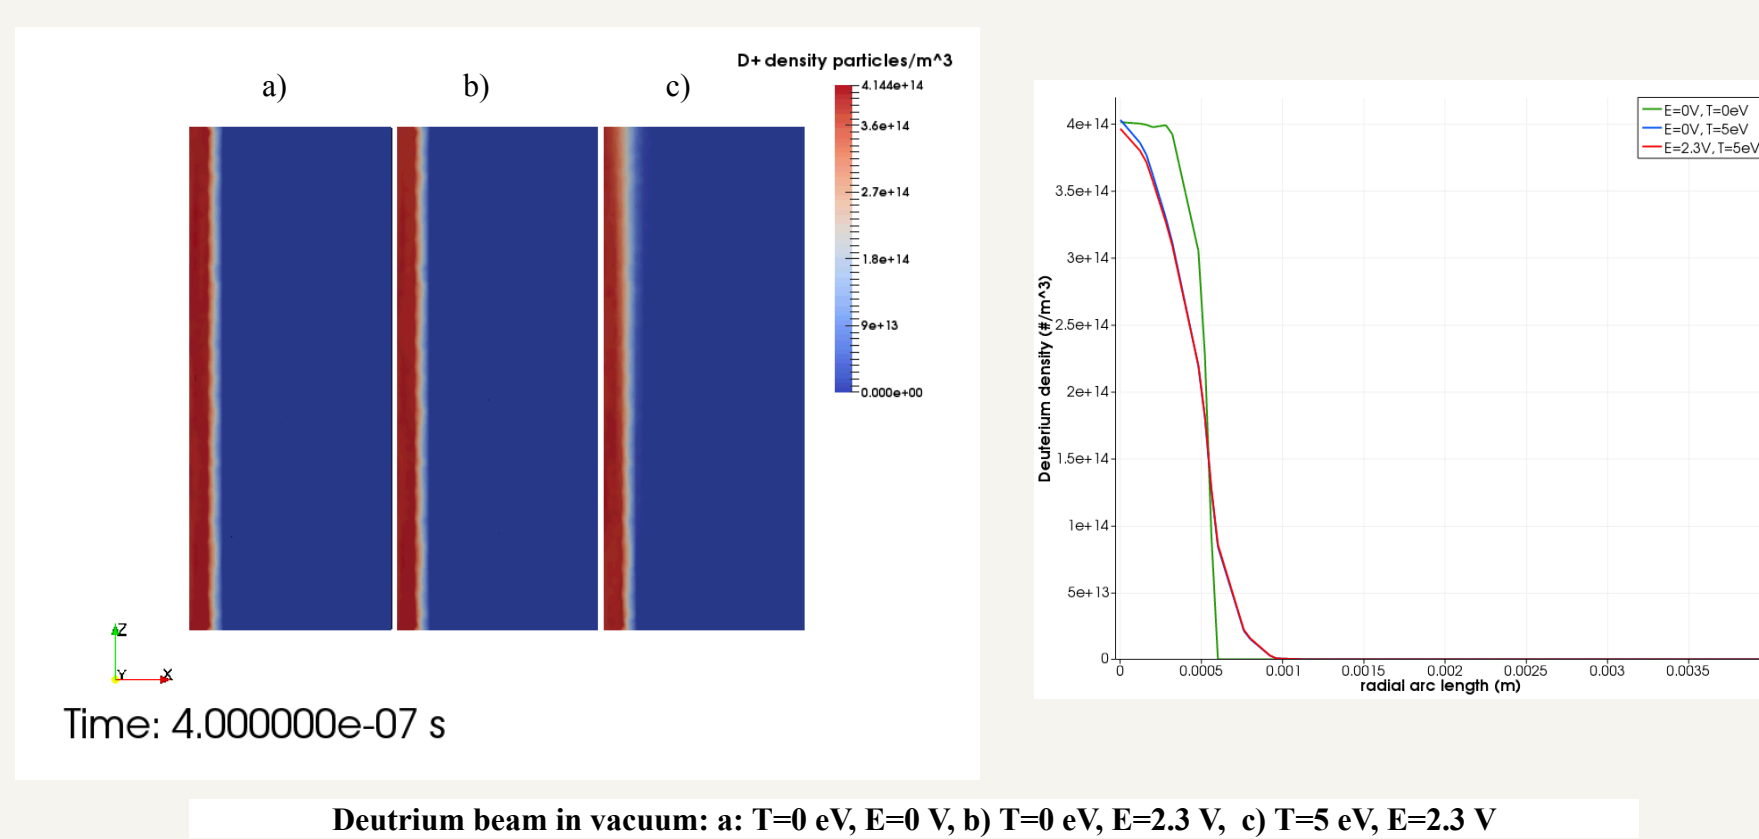 a)
b)
c)
D+ density particles/m^3
4.144e+14
3.6e+14
2.7e+14
1.8e+14
9e+13
0.000e+00
Z
Y
X
Time: 4.000000e-07 s
E=0V, T=0eV
E=0V, T=5eV
E=2.3V, T=5eV
Deuterium density (#/m^3)
4e+14
3.5e+14
3e+14
2.5e+14
2e+14
1.5e+14
1e+14
5e+13
0
0 0.0005 0.001 0.0015 0.002 0.0025 0.003 0.0035
radial arc length (m)
Deutrium beam in vacuum: a: T=0 eV, E=0 V, b) T=0 eV, E=2.3 V, c) T=5 eV, E=2.3 V